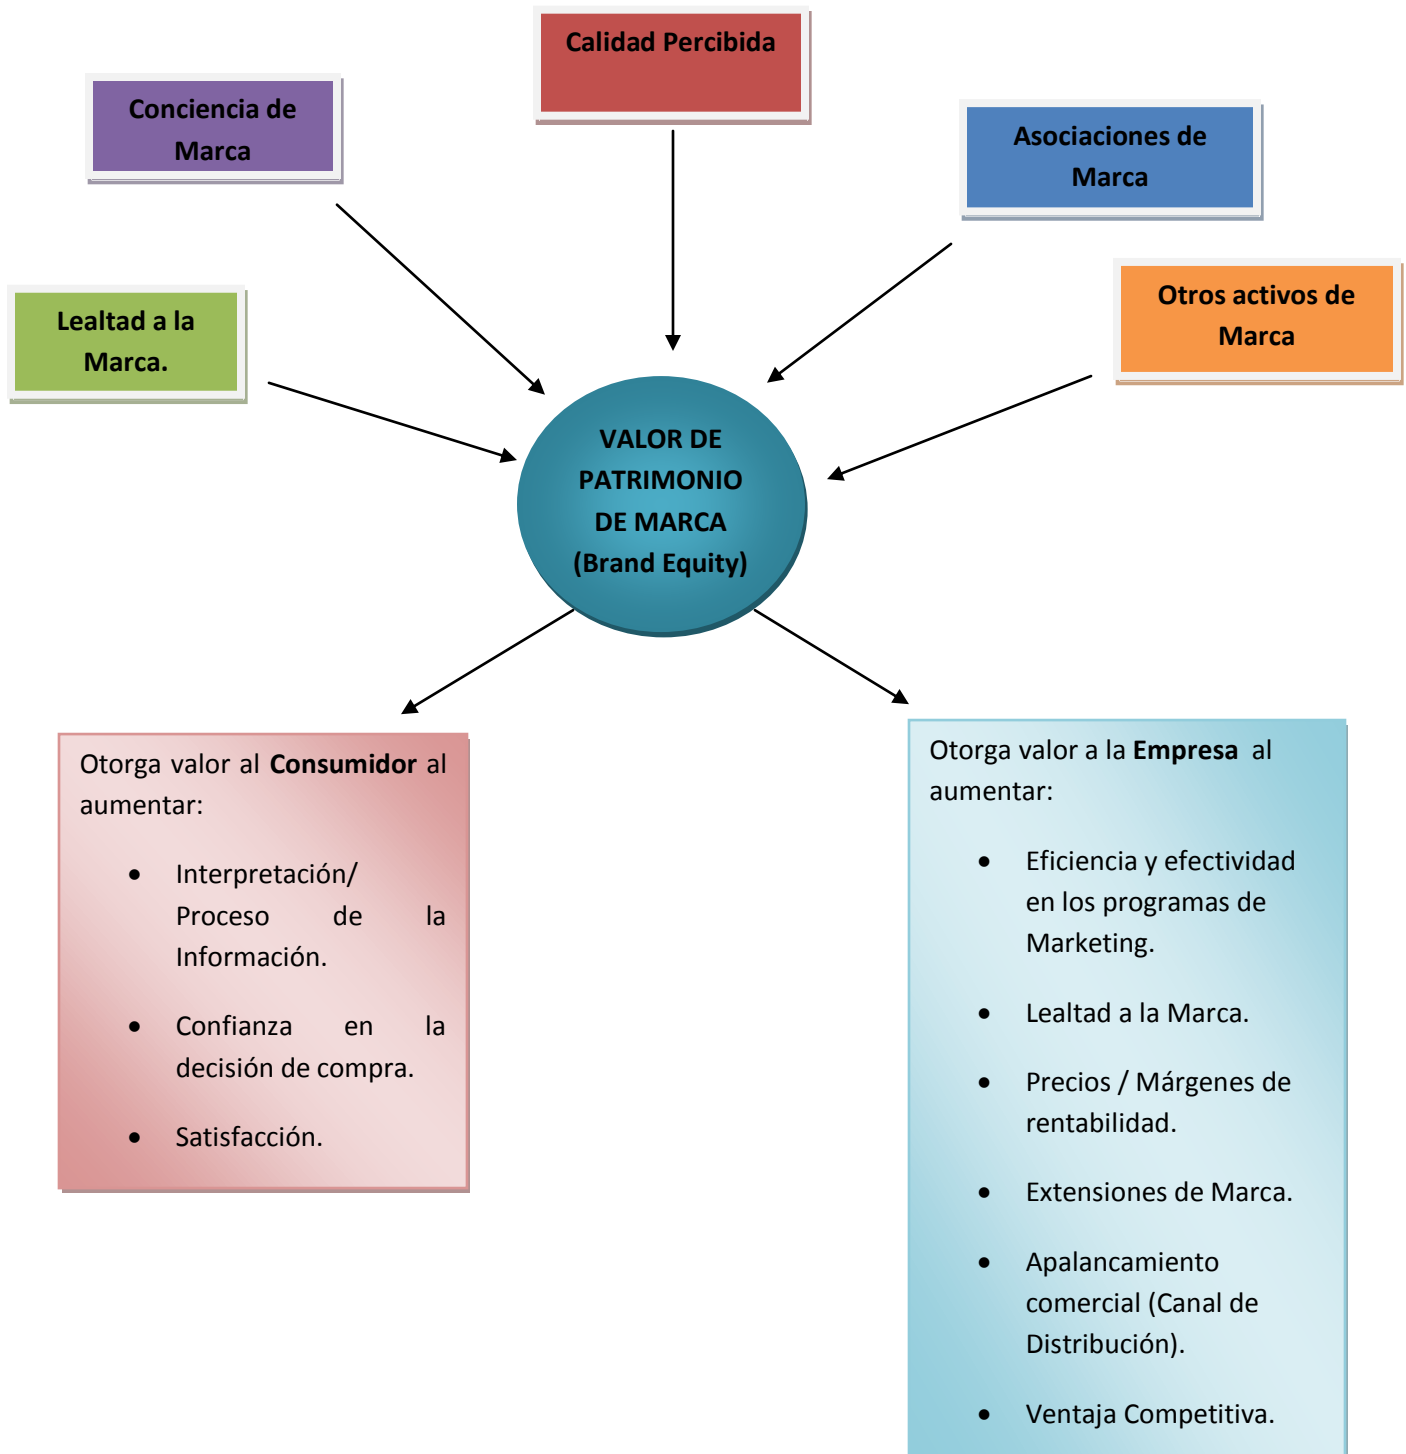 Calidad Percibida
Conciencia de
Marca
Asociaciones de
Marca
Otros activos de
Marca
Lealtad a la
Marca.
VALOR DE
PATRIMONIO
DE MARCA
(Brand Equity)
Otorga valor al Consumidor al
aumentar:
• Interpretación/
Proceso de la
Información.
• Confianza en la
decisión de compra.
• Satisfacción.
Otorga valor a la Empresa al
aumentar:
• Eficiencia y efectividad
en los programas de
Marketing.
• Lealtad a la Marca.
• Precios / Márgenes de
rentabilidad.
• Extensiones de Marca.
• Apalancamiento
comercial (Canal de
Distribución).
• Ventaja Competitiva.